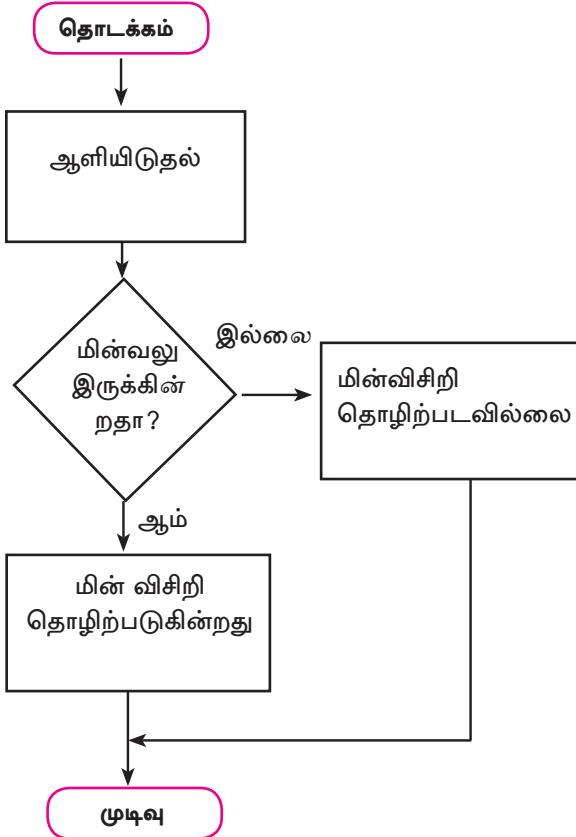 தொடக்கம்
ஆளியிடுதல்
மின்வலு
இருக்கின்
றதா?
இல்லை
மின்விசிறி
தொழிற்படவில்லை
ஆம்
மின் விசிறி
தொழிற்படுகின்றது
முடிவு